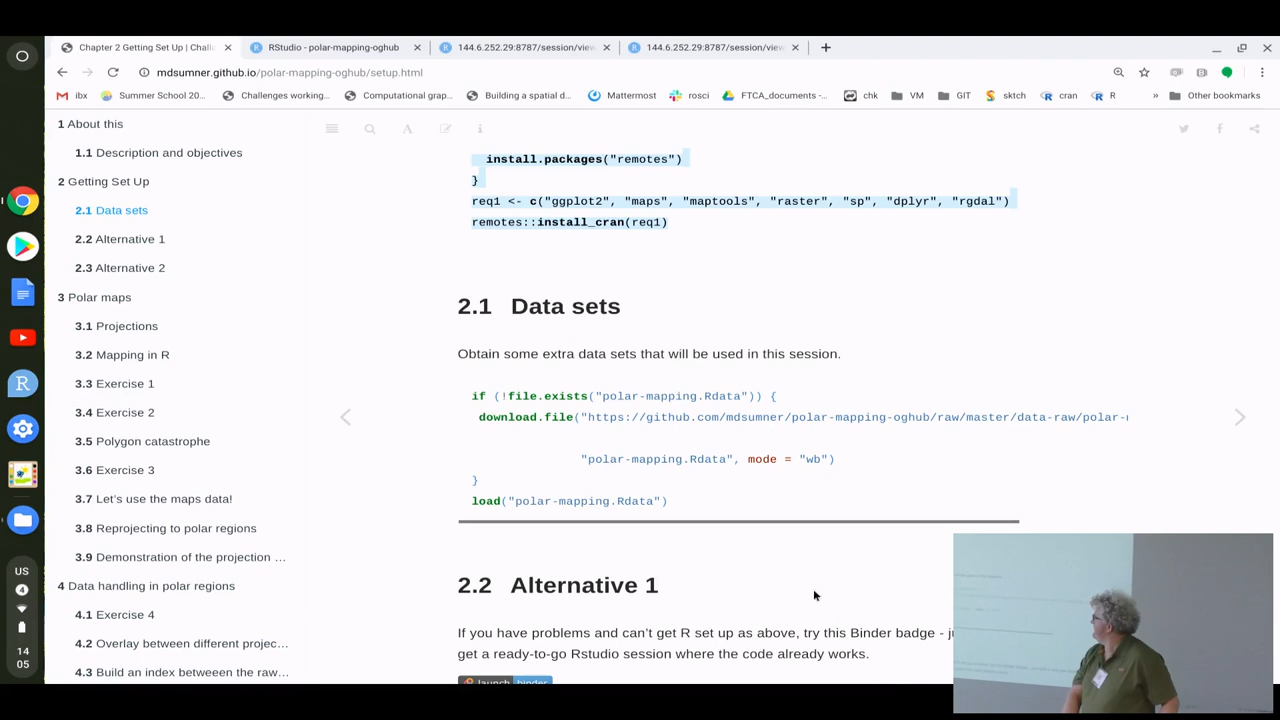 Chapter 2 Getting Set Up | Chall
RStudio - polar-mapping-oghub
144.6.252.29:8787/session/view
144.6.252.29:8787/session/view
mdsumner.github.io/polar-mapping-oghub/setup.html
ibx
Summer School 20...
Challenges working...
Computational grap...
Building a spatial d...
Mattermost
rosci
FTCA_documents -...
chk
VM
GIT
sktch
cran
R
»
Other bookmarks
1 About this
1.1 Description and objectives
2 Getting Set Up
2.1 Data sets
2.2 Alternative 1
2.3 Alternative 2
3 Polar maps
3.1 Projections
3.2 Mapping in R
3.3 Exercise 1
3.4 Exercise 2
3.5 Polygon catastrophe
3.6 Exercise 3
3.7 Let's use the maps data!
3.8 Reprojecting to polar regions
3.9 Demonstration of the projection ...
4 Data handling in polar regions
4.1 Exercise 4
4.2 Overlay between different projec...
4.3 Build an index betweeen the raw...
install.packages("remotes")
}
req1 <- c("ggplot2", "maps", "maptools", "raster", "sp", "dplyr", "rgdal")
remotes::install_cran(req1)
2.1 Data sets
Obtain some extra data sets that will be used in this session.
if (!file.exists("polar-mapping.Rdata")) {
download.file("https://github.com/mdsumner/polar-mapping-oghub/raw/master/data-raw/polar-
"polar-mapping.Rdata", mode = "wb")
}
load("polar-mapping.Rdata")
2.2 Alternative 1
If you have problems and can't get R set up as above, try this Binder badge -
get a ready-to-go Rstudio session where the code already works.
launch binder
US
4
14
05